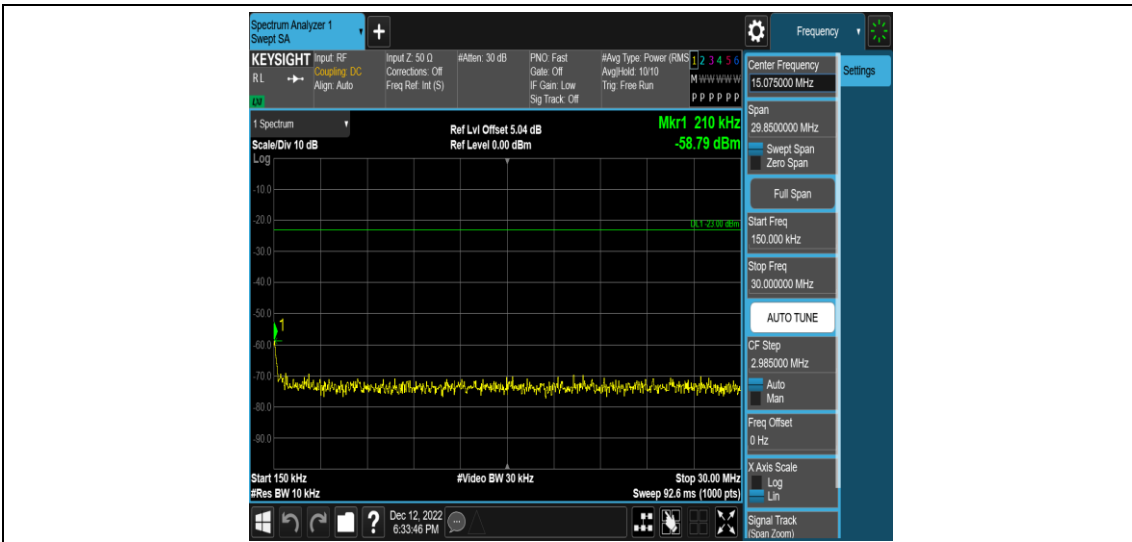 Spectrum Analyzer 1
Swept SA
+
Frequency
KEYSIGHT
RL
LXI
Input: RF
Coupling: DC
Align: Auto
Input Z: 50 Ω
Corrections: Off
Freq Ref: Int (S)
#Atten: 30 dB
PNO: Fast
Gate: Off
IF Gain: Low
Sig Track: Off
#Avg Type: Power (RMS
Avg|Hold: 10/10
Trig: Free Run
1 2 3 4 5 6
M W W W W W
P P P P P P
1 Spectrum
Scale/Div 10 dB
Ref Lvl Offset 5.04 dB
Ref Level 0.00 dBm
Mkr1 210 kHz
-58.79 dBm
Log
-10.0
-20.0
DL1 -23.00 dBm
-30.0
-40.0
-50.0
1
-60.0
-70.0
-80.0
-90.0
Start 150 kHz
#Video BW 30 kHz
Stop 30.00 MHz
#Res BW 10 kHz
Sweep 92.6 ms (1000 pts)
Center Frequency
15.075000 MHz
Settings
Span
29.8500000 MHz
Swept Span
Zero Span
Full Span
Start Freq
150.000 kHz
Stop Freq
30.000000 MHz
AUTO TUNE
CF Step
2.985000 MHz
Auto
Man
Freq Offset
0 Hz
X Axis Scale
Log
Lin
Signal Track
(Span Zoom)
?
Dec 12, 2022
6:33:46 PM